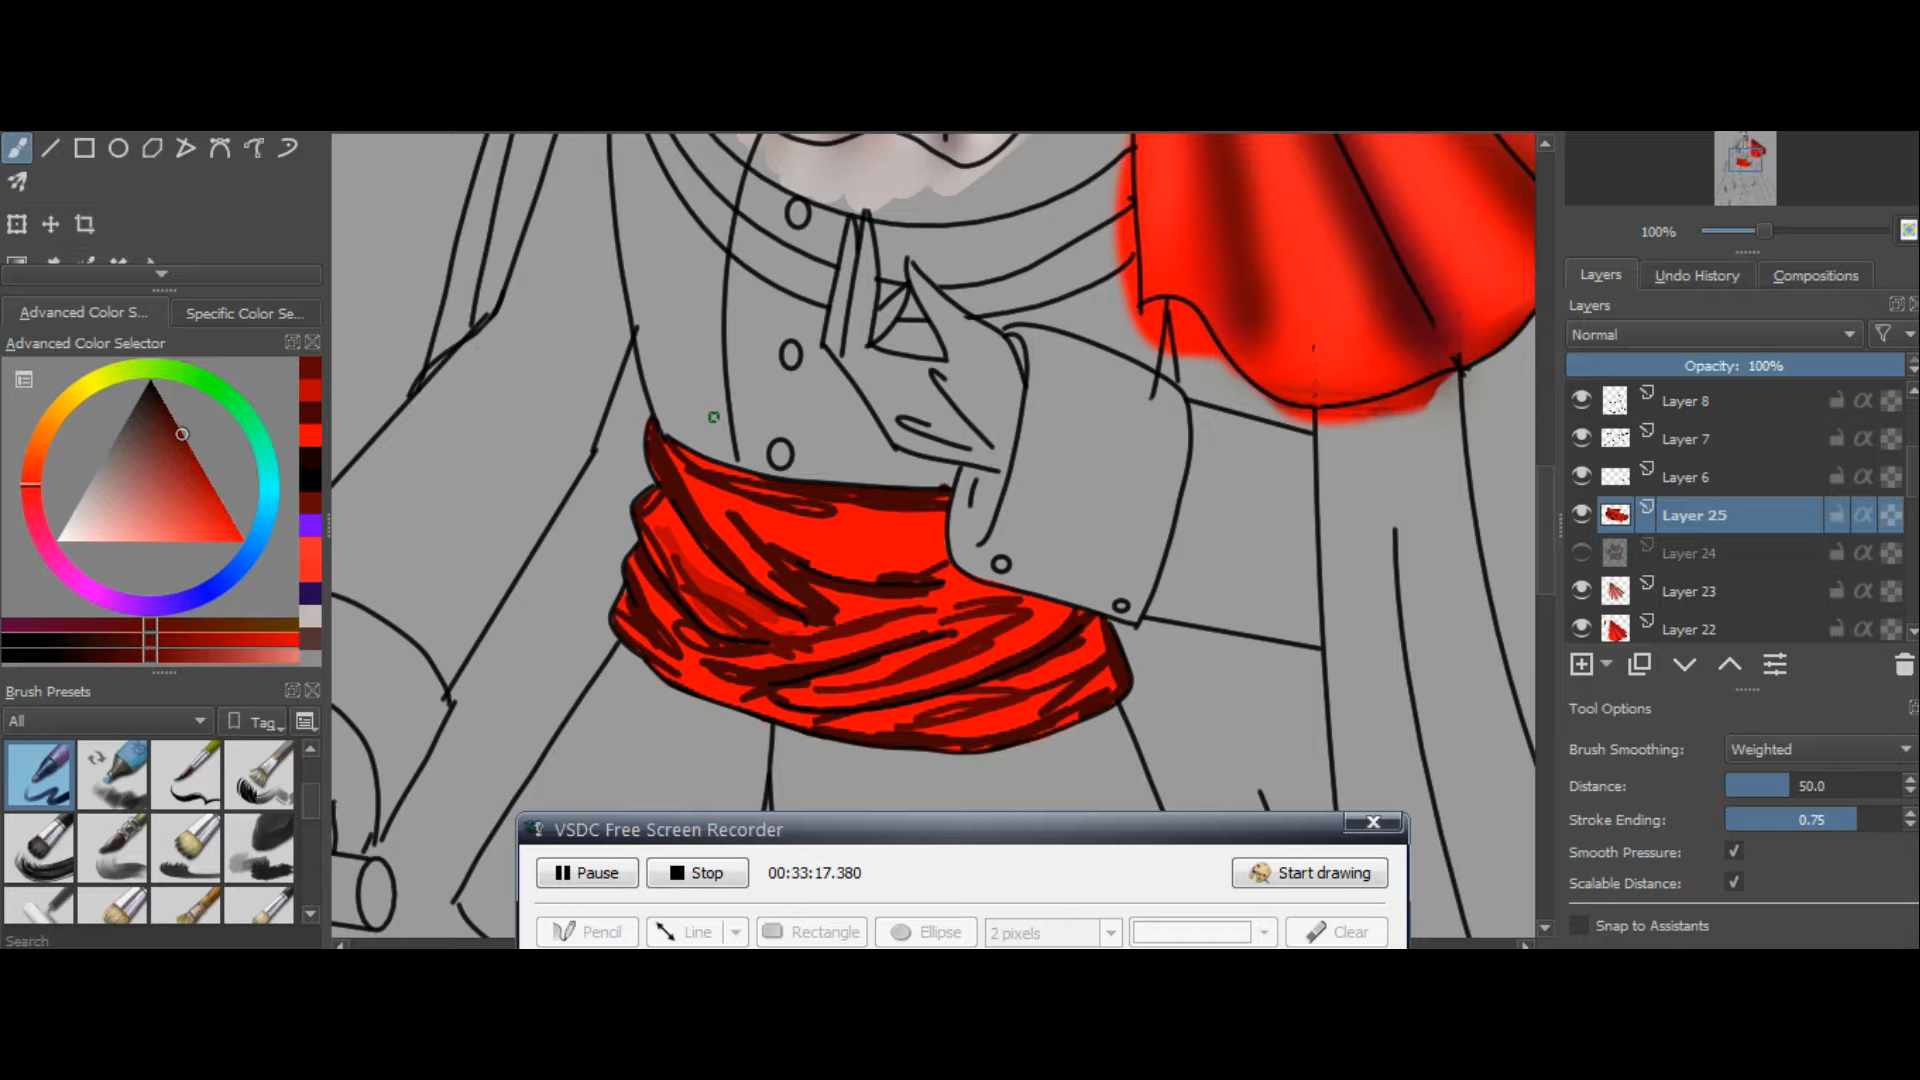 100%
Layers Undo History Compositions
Advanced Color S... Specific Color Se...
Layers
Advanced Color Selector
Normal
Opacity: 100%
Layer 8
Layer 7
Layer 6
Layer 25
Layer 24
Layer 23
Layer 22
Brush Presets
All Tag
Tool Options
Brush Smoothing: Weighted
Distance: 50.0
Stroke Ending: 0.75
Smooth Pressure:
Scalable Distance:
Snap to Assistants
Search
VSDC Free Screen Recorder
Pause Stop 00:33:17.380 Start drawing
Pencil Line Rectangle Ellipse 2 pixels Clear